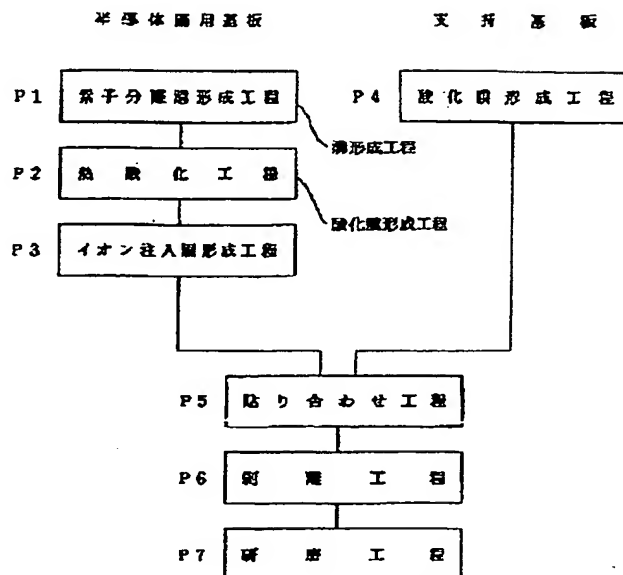 半導体層用基板
支持基板
P1 素子分離溝形成工程
P4 酸化膜形成工程
溝形成工程
P2 熱酸化工程
酸化膜形成工程
P3 イオン注入層形成工程
P5 貼り合わせ工程
P6 剥離工程
P7 研磨工程